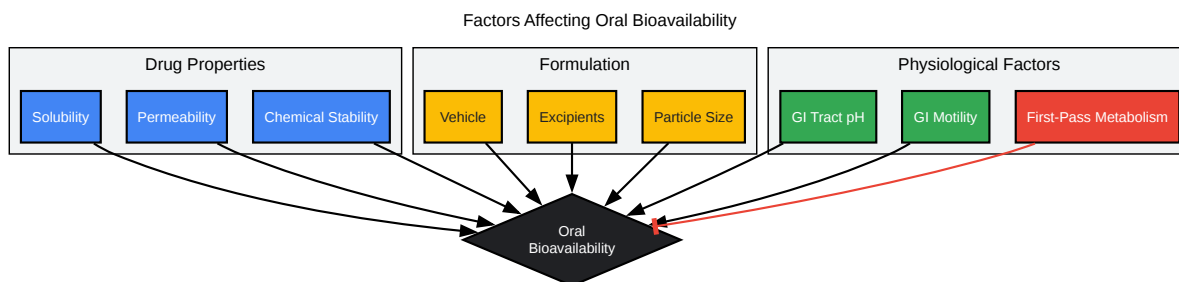 Factors Affecting Oral Bioavailability
Drug Properties
Formulation
Physiological Factors
Solubility
Permeability
Chemical Stability
Vehicle
Excipients
Particle Size
GI Tract pH
GI Motility
First-Pass Metabolism
Oral
Bioavailability